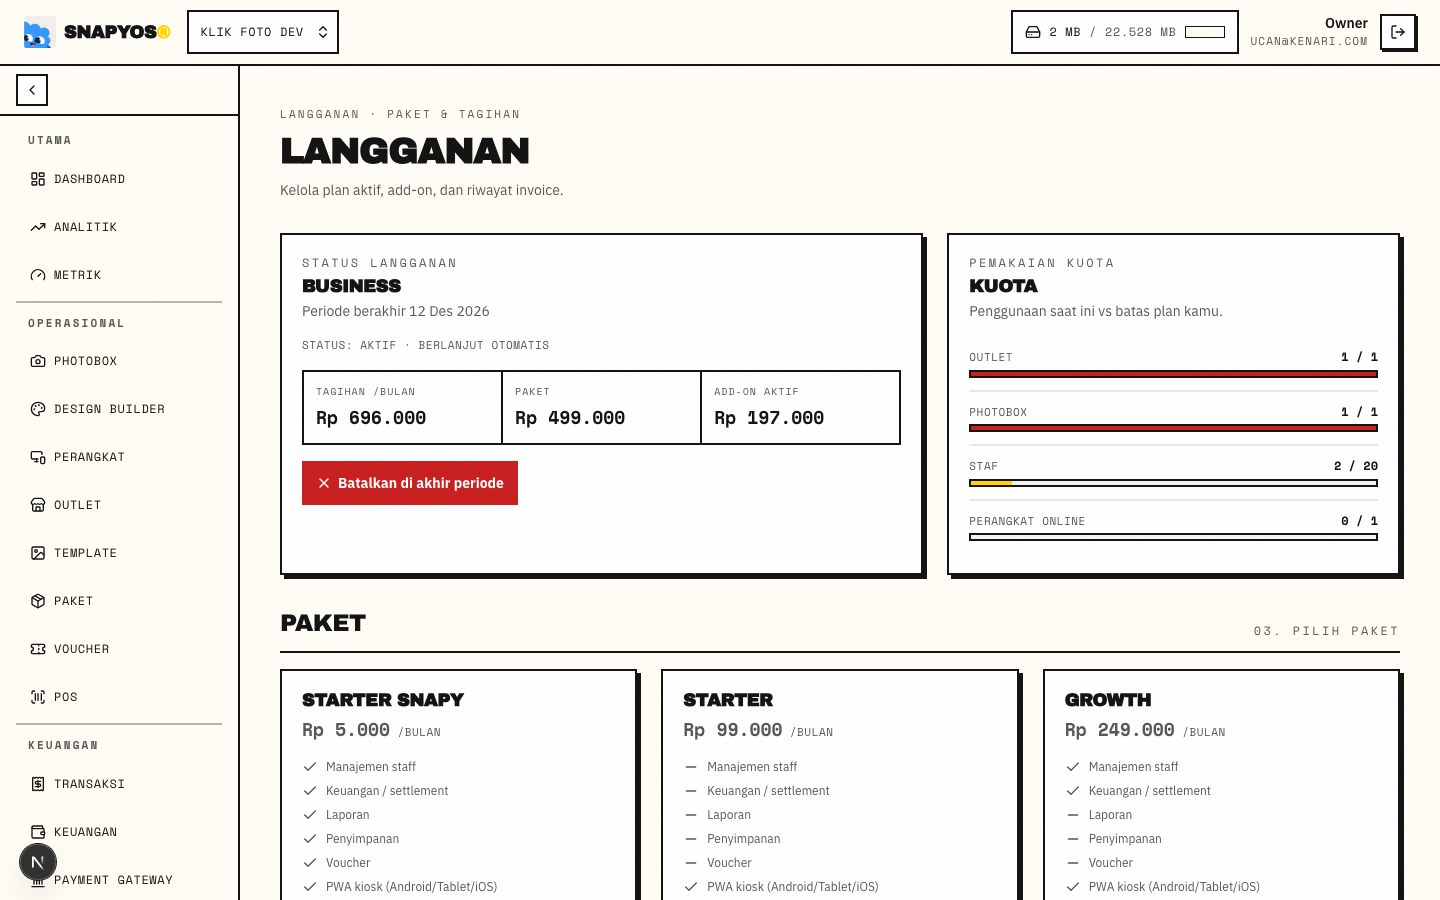 SNAPYOS®
KLIK FOTO DEV
2 MB / 22.528 MB
Owner
UCAN@KENARI.COM
UTAMA
DASHBOARD
ANALITIK
METRIK
OPERASIONAL
PHOTOBOX
DESIGN BUILDER
PERANGKAT
OUTLET
TEMPLATE
PAKET
VOUCHER
POS
KEUANGAN
TRANSAKSI
KEUANGAN
PAYMENT GATEWAY
N
LANGGANAN · PAKET & TAGIHAN
LANGGANAN
Kelola plan aktif, add-on, dan riwayat invoice.
STATUS LANGGANAN
BUSINESS
Periode berakhir 12 Des 2026
STATUS: AKTIF · BERLANJUT OTOMATIS
TAGIHAN /BULAN
Rp 696.000
PAKET
Rp 499.000
ADD-ON AKTIF
Rp 197.000
Batalkan di akhir periode
PEMAKAIAN KUOTA
KUOTA
Penggunaan saat ini vs batas plan kamu.
OUTLET 1 / 1
PHOTOBOX 1 / 1
STAF 2 / 20
PERANGKAT ONLINE 0 / 1
PAKET
03. PILIH PAKET
STARTER SNAPY
Rp 5.000 /BULAN
Manajemen staff
Keuangan / settlement
Laporan
Penyimpanan
Voucher
PWA kiosk (Android/Tablet/iOS)
STARTER
Rp 99.000 /BULAN
Manajemen staff
Keuangan / settlement
Laporan
Penyimpanan
Voucher
PWA kiosk (Android/Tablet/iOS)
GROWTH
Rp 249.000 /BULAN
Manajemen staff
Keuangan / settlement
Laporan
Penyimpanan
Voucher
PWA kiosk (Android/Tablet/iOS)